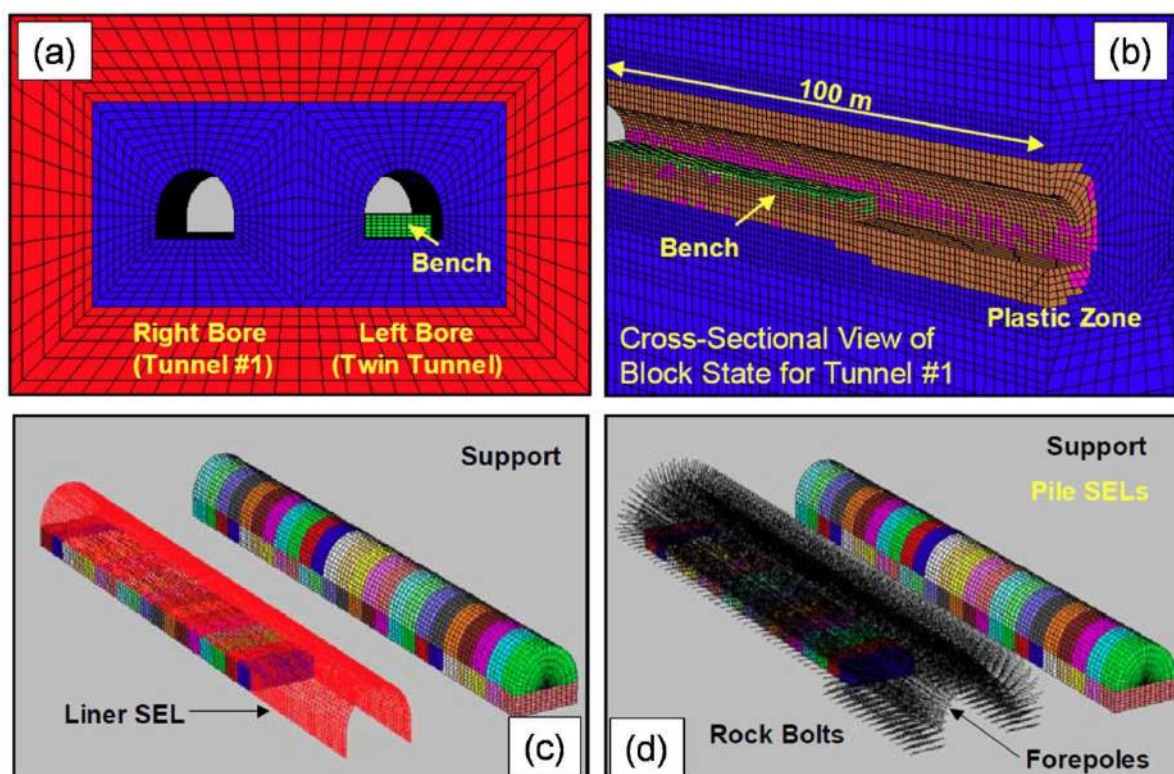 (a)
Bench
Right Bore
(Tunnel #1)
Left Bore
(Twin Tunnel)
(b)
100 m
Bench
Plastic Zone
Cross-Sectional View of
Block State for Tunnel #1
Support
Liner SEL
(c)
Support
Pile SELs
Rock Bolts
Forepoles
(d)